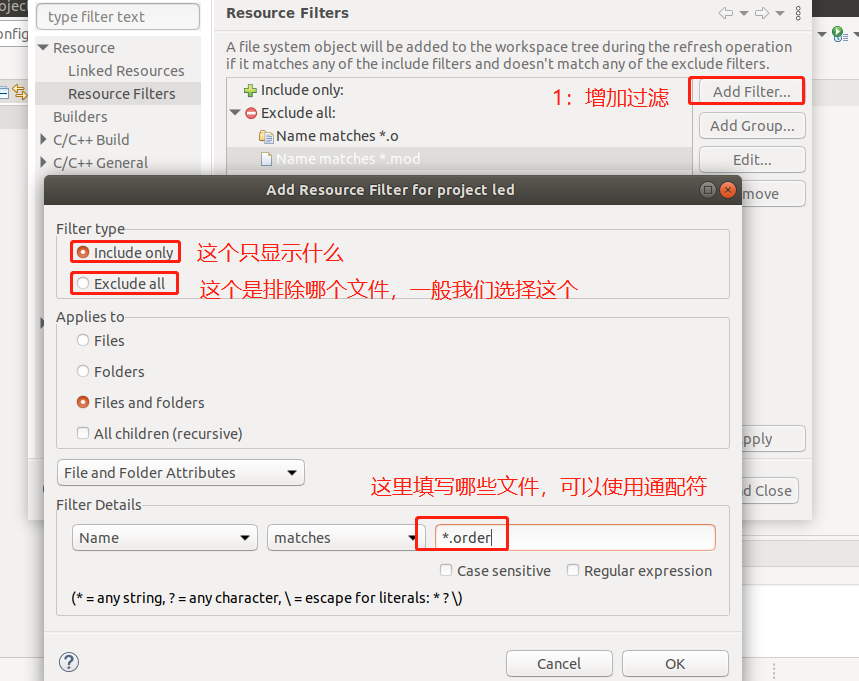 oject
type filter text
Resource Filters
onfig
Resource
Linked Resources
Resource Filters
Builders
C/C++ Build
C/C++ General
A file system object will be added to the workspace tree during the refresh operation
if it matches any of the include filters and doesn't match any of the exclude filters.
Include only:
1：增加过滤
Add Filter...
Exclude all:
Add Group...
Name matches *.o
Name matches *.mod
Edit...
move
Add Resource Filter for project led
Filter type
Include only
这个只显示什么
Exclude all
这个是排除哪个文件，一般我们选择这个
Applies to
Files
Folders
Files and folders
All children (recursive)
pply
File and Folder Attributes
这里填写哪些文件，可以使用通配符
d Close
Filter Details
Name
matches
*.order
Case sensitive
Regular expression
(* = any string, ? = any character, \ = escape for literals: * ? \)
?
Cancel
OK